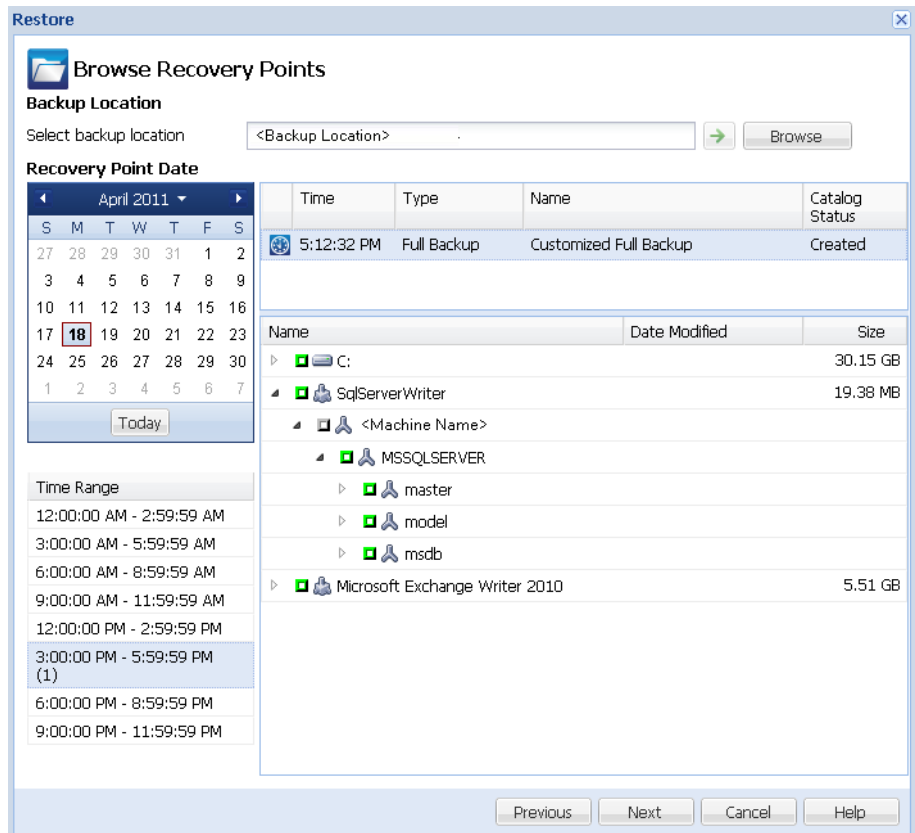 Restore
Browse Recovery Points
Backup Location
Select backup location <Backup Location> Browse
Recovery Point Date
April 2011
S M T W T F S
27 28 29 30 31 1 2
3 4 5 6 7 8 9
10 11 12 13 14 15 16
17 18 19 20 21 22 23
24 25 26 27 28 29 30
1 2 3 4 5 6 7
Today
Time Range
12:00:00 AM - 2:59:59 AM
3:00:00 AM - 5:59:59 AM
6:00:00 AM - 8:59:59 AM
9:00:00 AM - 11:59:59 AM
12:00:00 PM - 2:59:59 PM
3:00:00 PM - 5:59:59 PM
(1)
6:00:00 PM - 8:59:59 PM
9:00:00 PM - 11:59:59 PM
Time Type Name Catalog
Status
5:12:32 PM Full Backup Customized Full Backup Created
Name Date Modified Size
C: 30.15 GB
SqlServerWriter 19.38 MB
<Machine Name>
MSSQLSERVER
master
model
msdb
Microsoft Exchange Writer 2010 5.51 GB
Previous Next Cancel Help